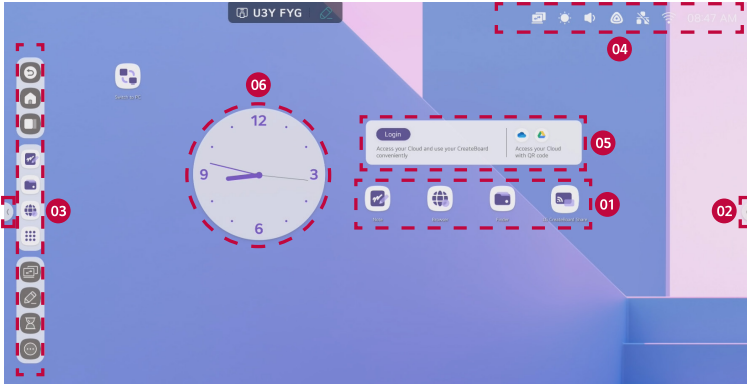 U3Y FYG
08:47 AM
04
06
12
9
3
6
Login
Access your Cloud and use your CreateBoard
conveniently
Access your Cloud
with QR code
05
03
01
02